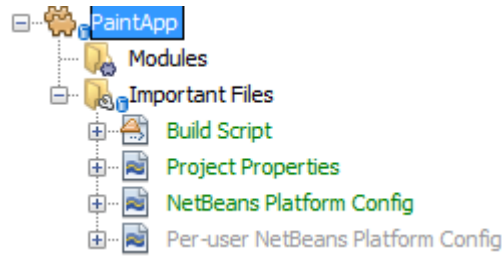 PaintApp
Modules
Important Files
Build Script
Project Properties
NetBeans Platform Config
Per-user NetBeans Platform Config